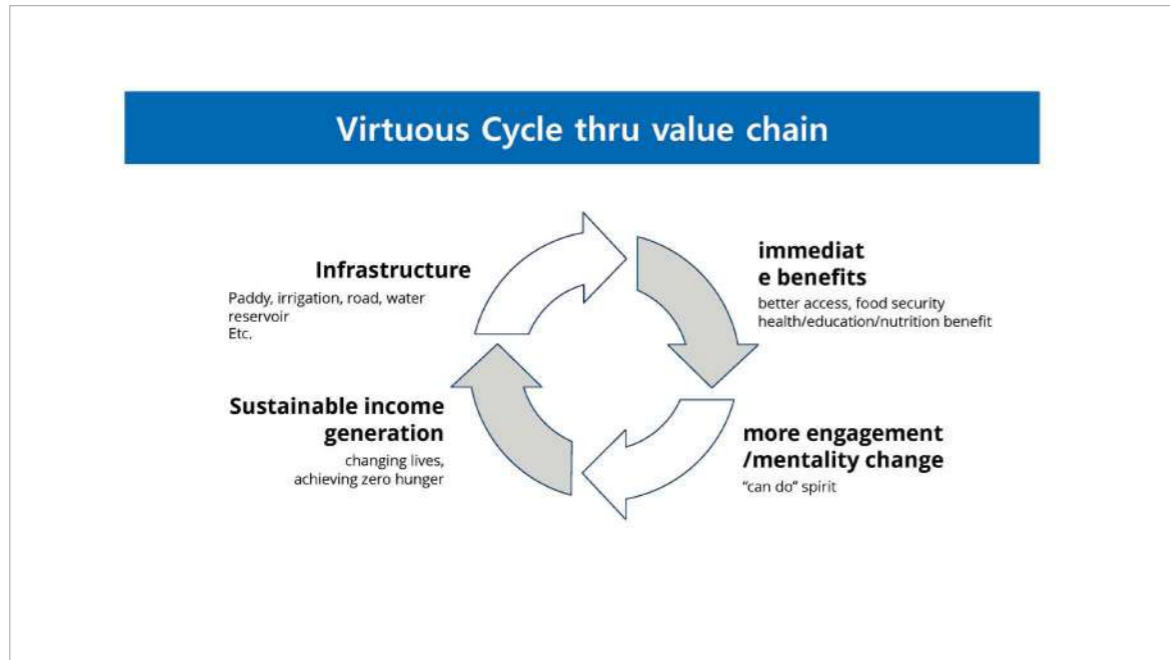 Virtuous Cycle thru value chain
Infrastructure
Paddy, irrigation, road, water
reservoir
Etc.
immediat
e benefits
better access, food security
health/education/nutrition benefit
more engagement
/mentality change
"can do" spirit
Sustainable income
generation
changing lives,
achieving zero hunger